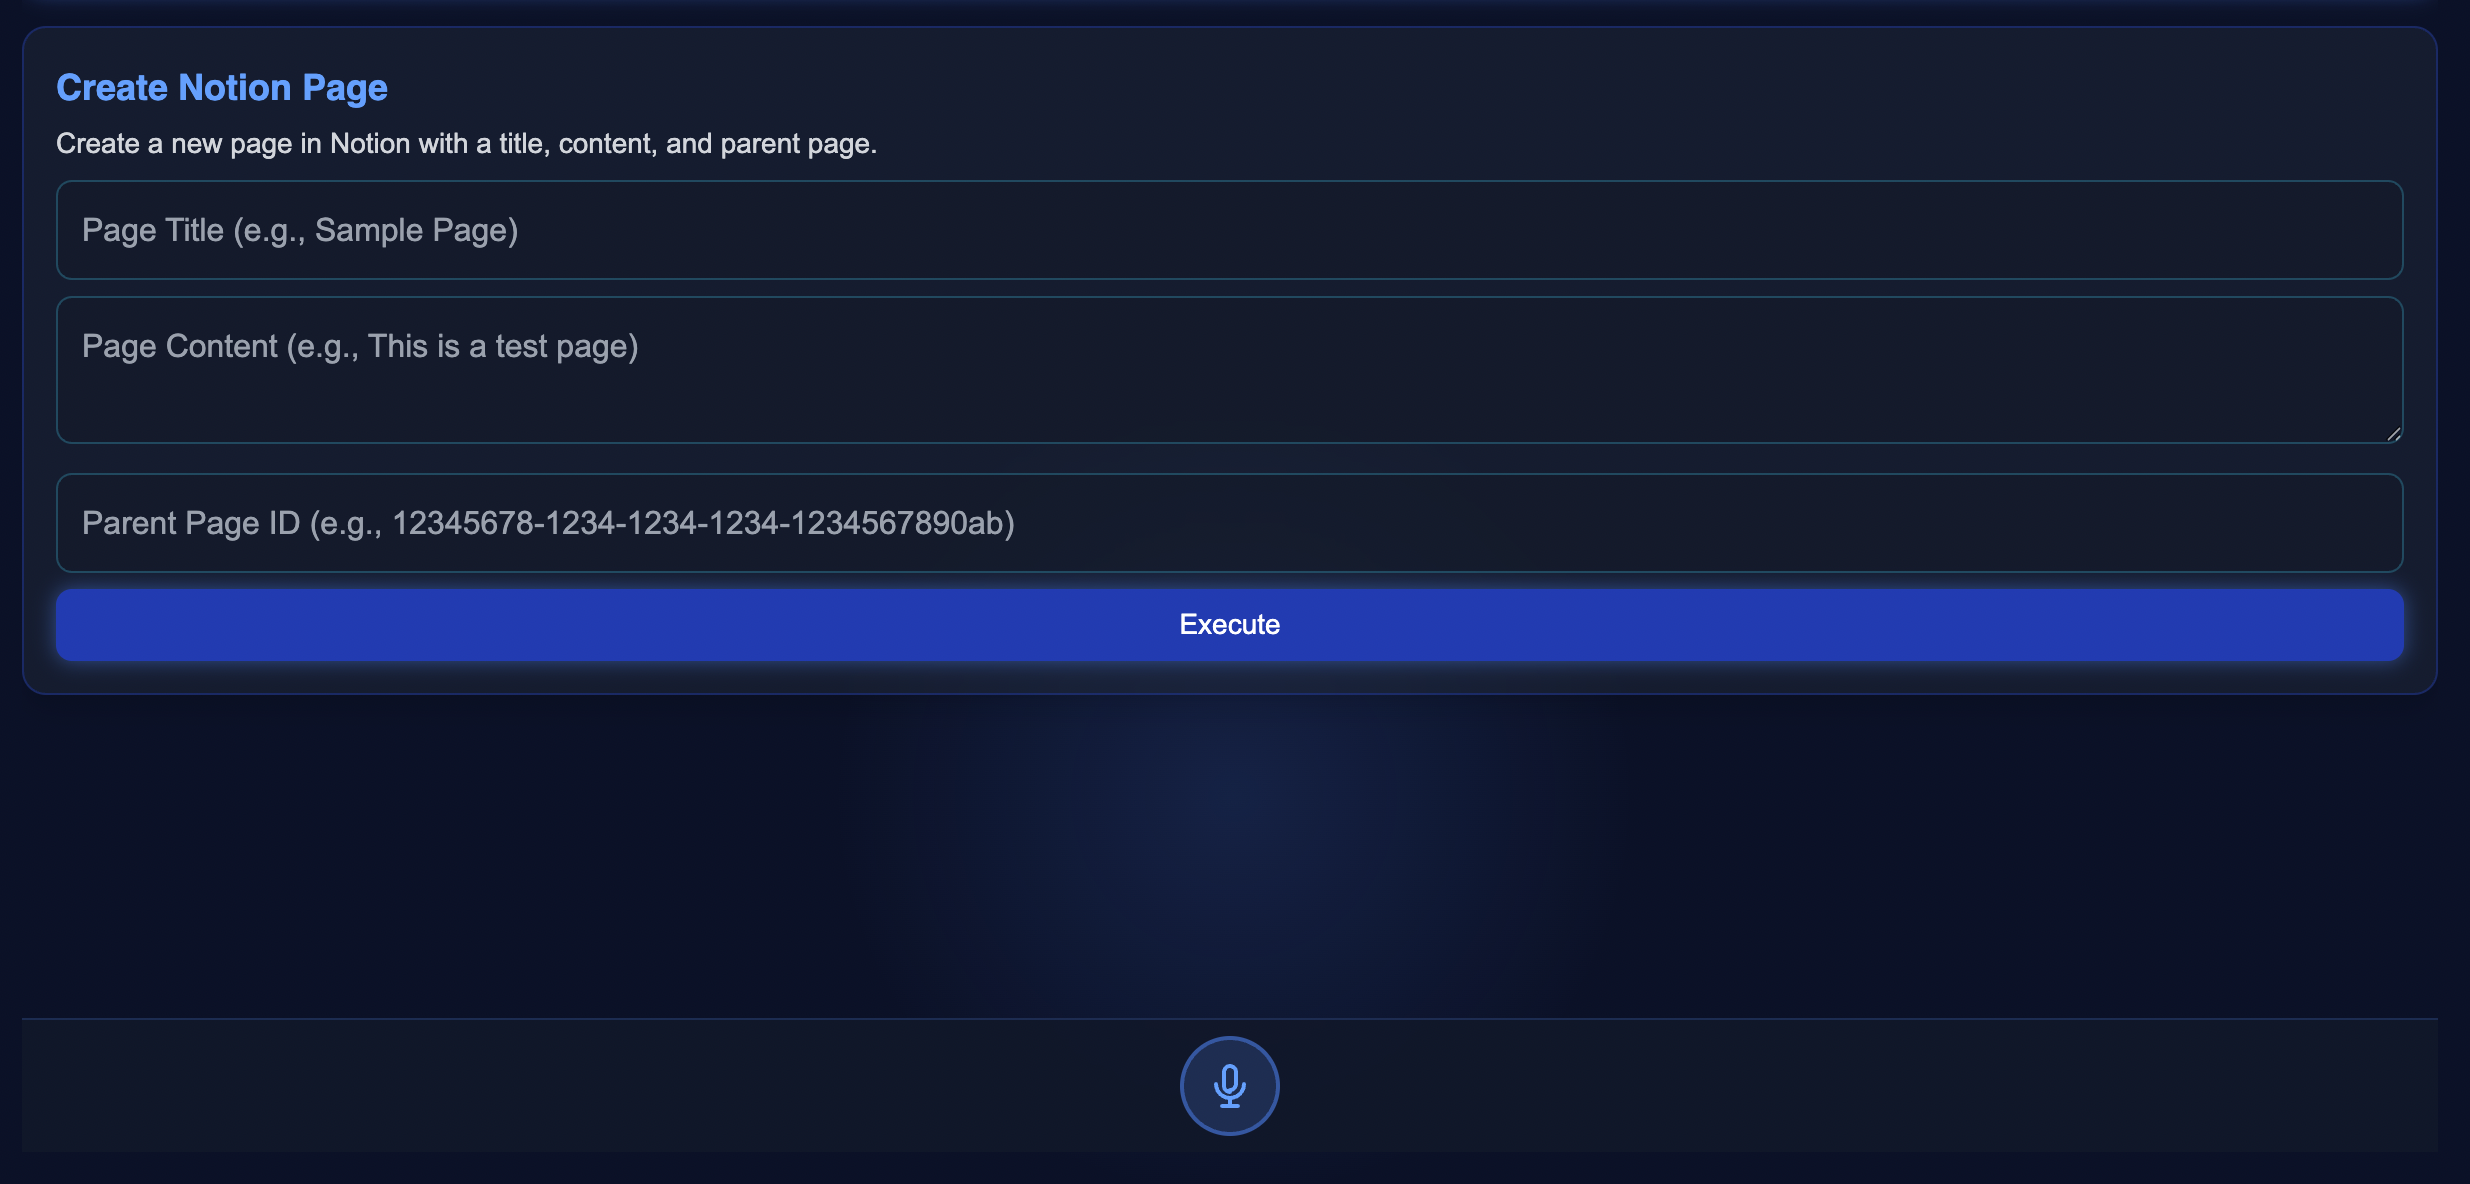 Create Notion Page
Create a new page in Notion with a title, content, and parent page.
Page Title (e.g., Sample Page)
Page Content (e.g., This is a test page)
Parent Page ID (e.g., 12345678-1234-1234-1234-1234567890ab)
Execute